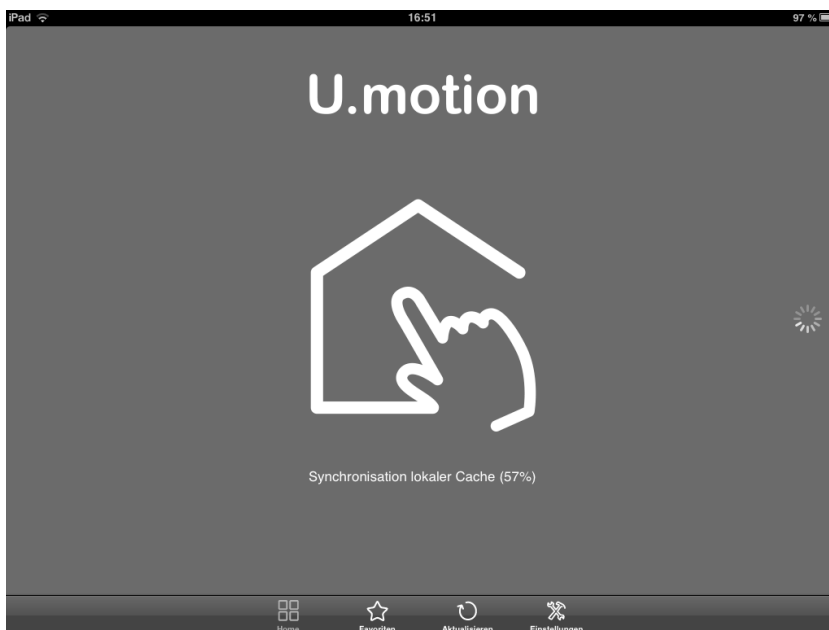 iPad 16:51 97 %
U.motion
Synchronisation lokaler Cache (57%)
Home Favoriten Aktualisieren Einstellungen